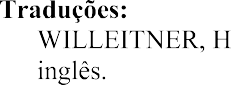 Traduções:
WILLEITNER, H
inglês.